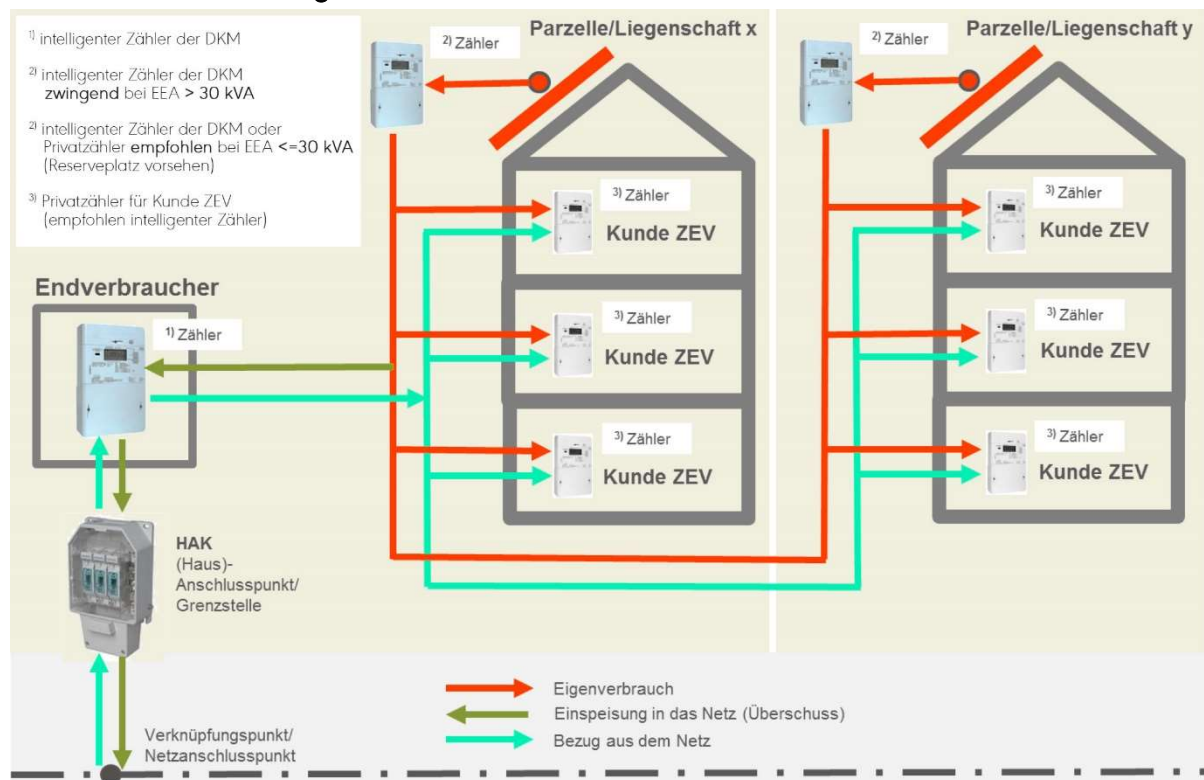 1) intelligenter Zähler der DKM
2) intelligenter Zähler der DKM
zwingend bei EEA > 30 kVA
2) intelligenter Zähler der DKM oder
Privatzähler empfohlen bei EEA <=30 kVA
(Reserveplatz vorsehen)
3) Privatzähler für Kunde ZEV
(empfohlen intelligenter Zähler)
2) Zähler
Parzelle/Liegenschaft x
3) Zähler
Kunde ZEV
3) Zähler
Kunde ZEV
3) Zähler
Kunde ZEV
2) Zähler
Parzelle/Liegenschaft y
3) Zähler
Kunde ZEV
3) Zähler
Kunde ZEV
3) Zähler
Kunde ZEV
Endverbraucher
1) Zähler
HAK
(Haus)-
Anschlusspunkt/
Grenzstelle
Verknüpfungspunkt/
Netzanschlusspunkt
Eigenverbrauch
Einspeisung in das Netz (Überschuss)
Bezug aus dem Netz